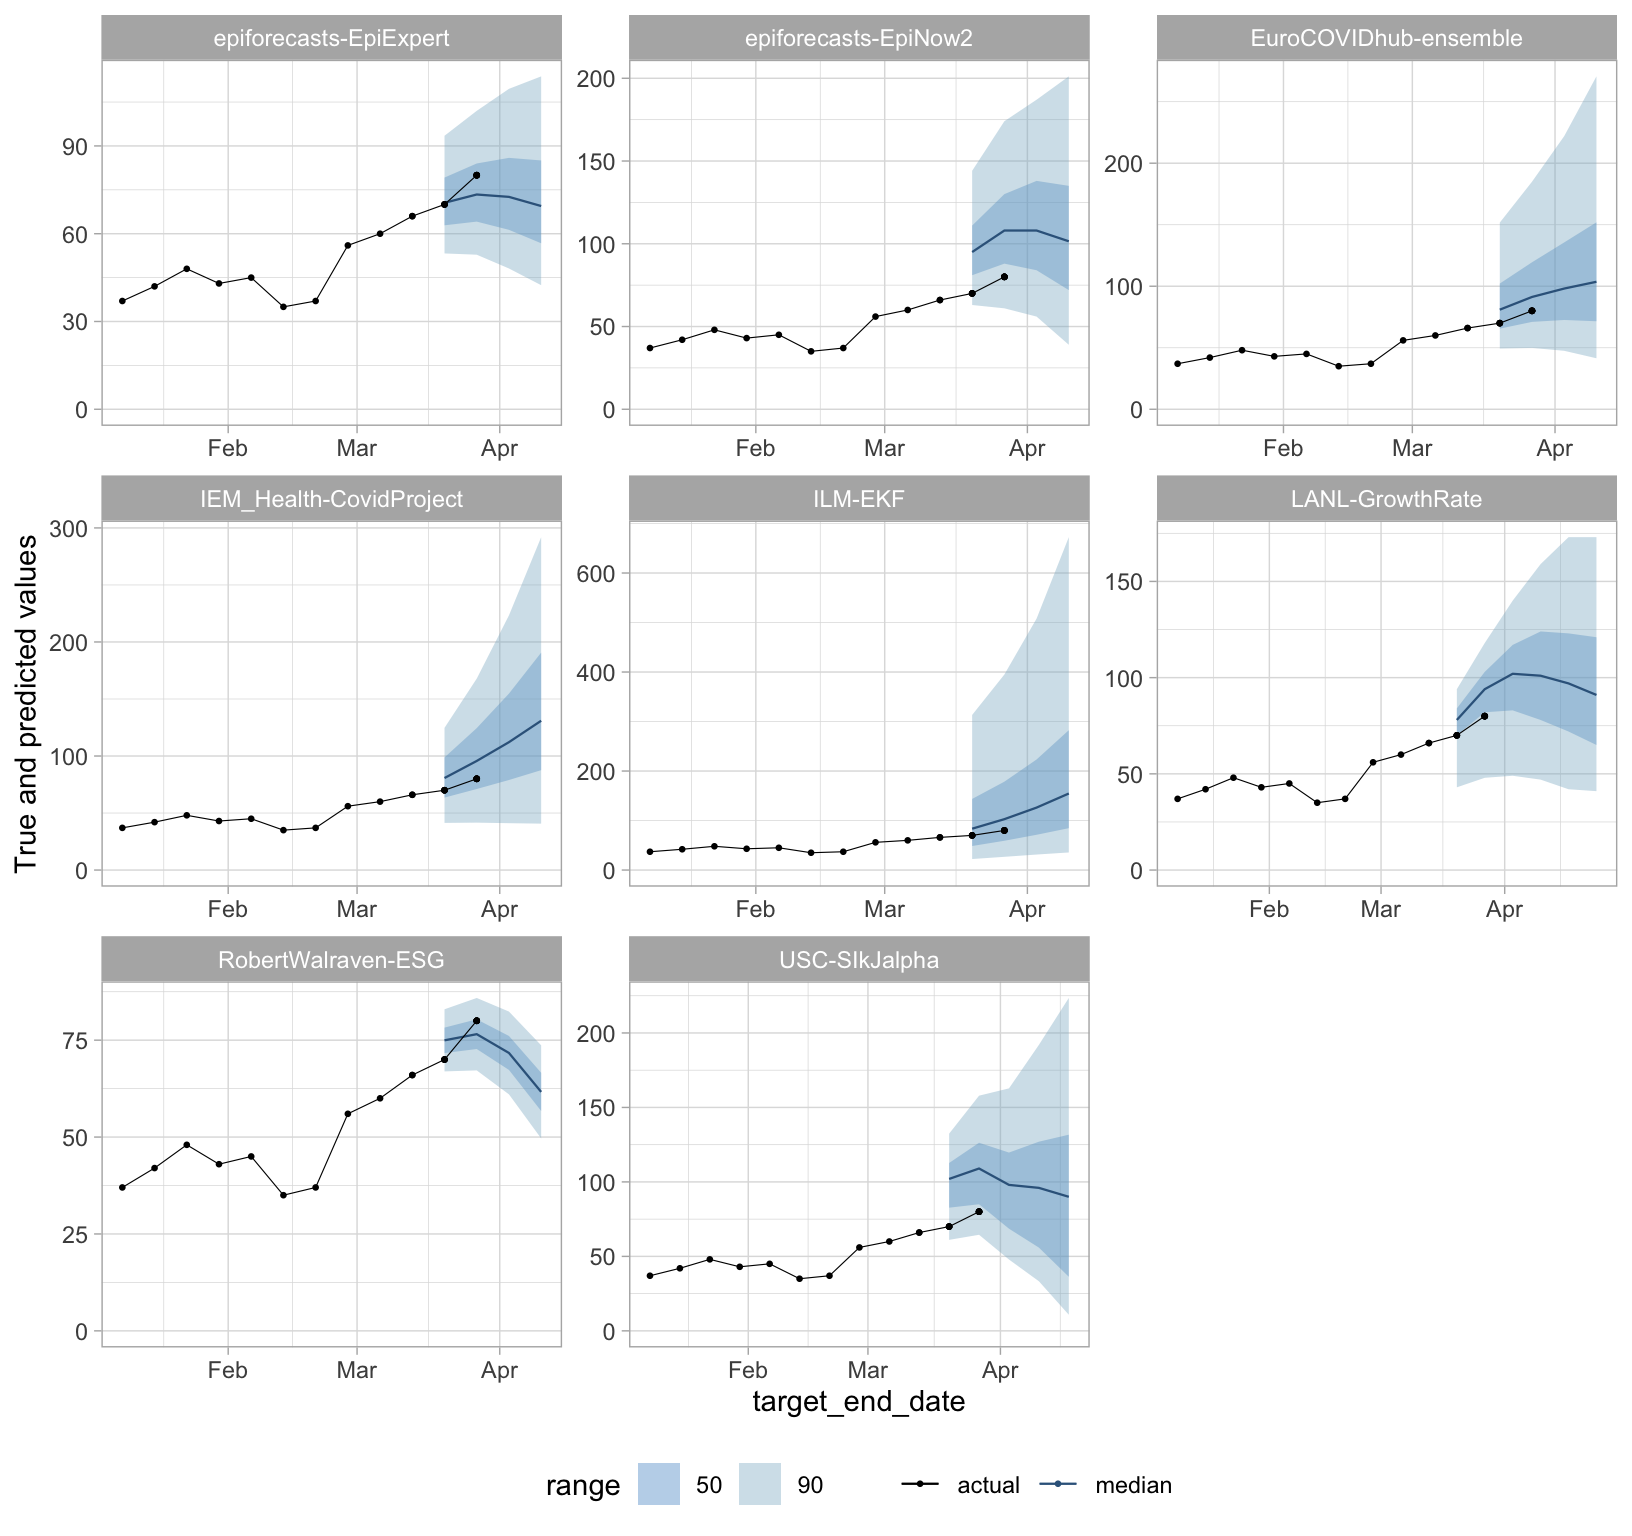 epiforecasts-EpiExpert
epiforecasts-EpiNow2
EuroCOVIDhub-ensemble
90
60
30
0
Feb Mar Apr
200
150
100
50
0
Feb Mar Apr
200
100
0
Feb Mar Apr
True and predicted values
IEM_Health-CovidProject
ILM-EKF
LANL-GrowthRate
300
200
100
0
Feb Mar Apr
600
400
200
0
Feb Mar Apr
150
100
50
0
Feb Mar Apr
RobertWalraven-ESG
USC-SIkJalpha
75
50
25
0
Feb Mar Apr
200
150
100
50
0
Feb Mar Apr
target_end_date
range 50 90 actual median